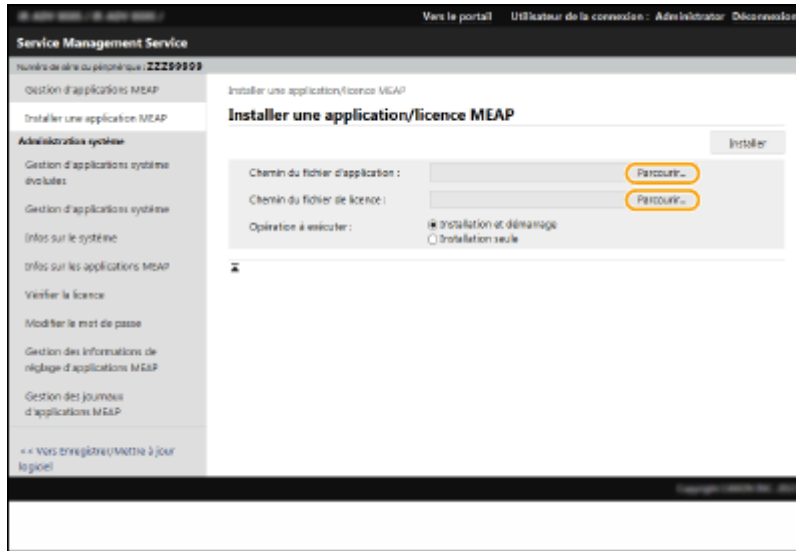 Vers le portail Utilisateur de la connexion : Administrator Déconnexion
Service Management Service
Numéro de série du périphérique : ZZZ99999
Gestion d'applications MEAP
Installer une application MEAP
Administration système
Gestion d'applications système
évoluées
Gestion d'applications système
Infos sur le système
Infos sur les applications MEAP
Vérifier la licence
Modifier le mot de passe
Gestion des informations de
réglage d'applications MEAP
Gestion des journaux
d'applications MEAP
<< Vers Enregistrer/Mettre à jour
logiciel
Installer une application/licence MEAP
Installer une application/licence MEAP
Installer
Chemin du fichier d'application : Parcourir...
Chemin du fichier de licence : Parcourir...
Opération à exécuter : Installation et démarrage
Installation seule